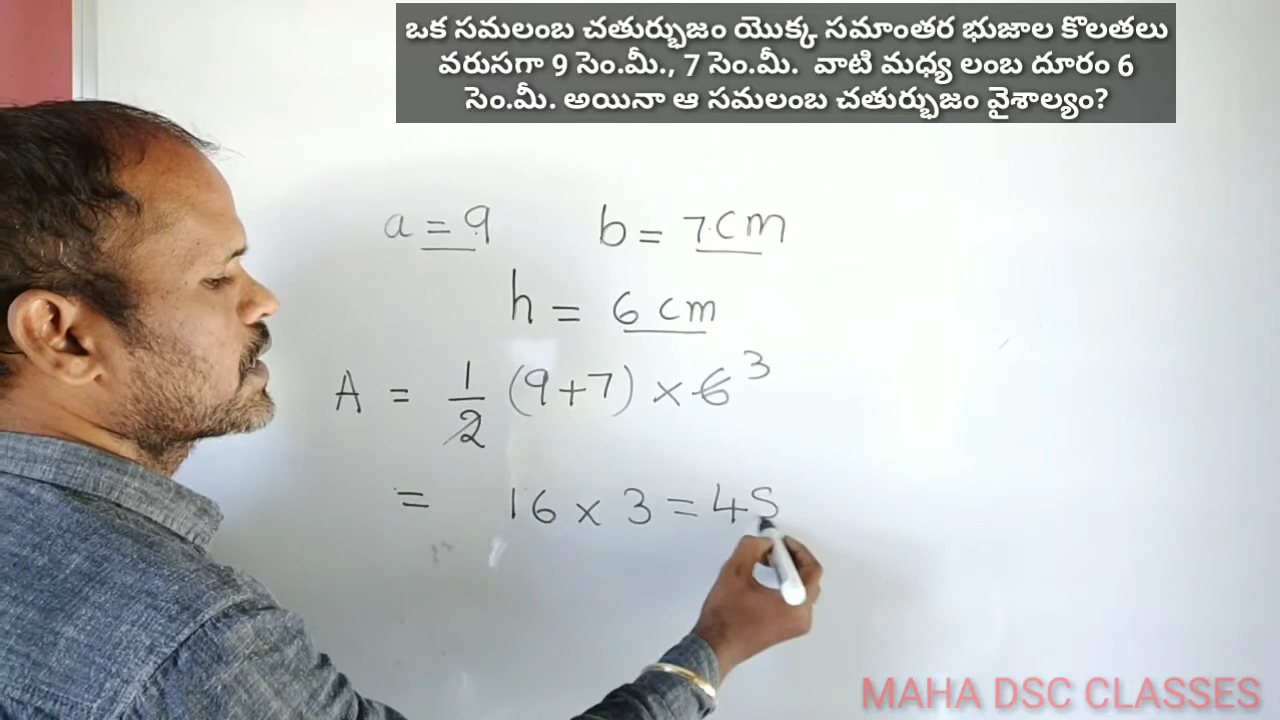 ఒక సమలంబ చతుర్భుజం యొక్క సమాంతర భుజాల కొలతలు
వరుసగా 9 సెం.మీ., 7 సెం.మీ. వాటి మధ్య లంబ దూరం 6
సెం.మీ. అయినా ఆ సమలంబ చతుర్భుజం వైశాల్యం?
a = 9 b = 7cm
h = 6 cm
A = 1/2 (9+7) × 6 3
= 16 × 3 = 4
MAHA DSC CLASSES